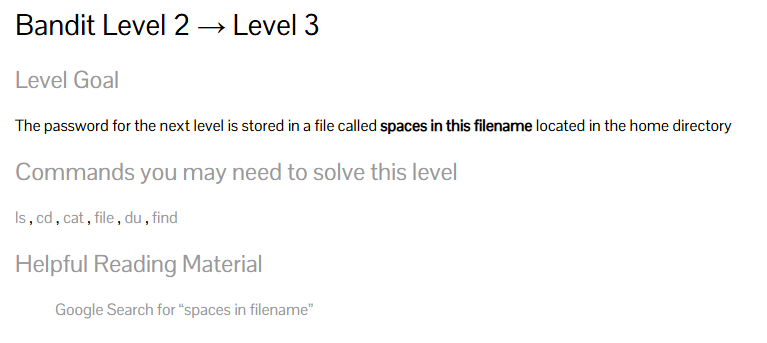 Bandit Level 2 → Level 3
Level Goal
The password for the next level is stored in a file called spaces in this filename located in the home directory
Commands you may need to solve this level
ls , cd , cat , file , du , find
Helpful Reading Material
Google Search for “spaces in filename”